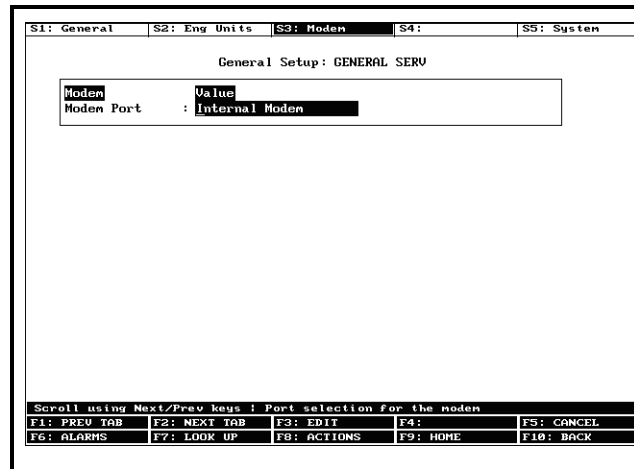 S1: General S2: Eng Units S3: Modem S4: S5: System
General Setup: GENERAL SERV
Modem Value
Modem Port : Internal Modem
Scroll using Next/Prev keys ¦ Port selection for the modem
F1: PREV TAB F2: NEXT TAB F3: EDIT F4: F5: CANCEL
F6: ALARMS F7: LOOK UP F8: ACTIONS F9: HOME F10: BACK